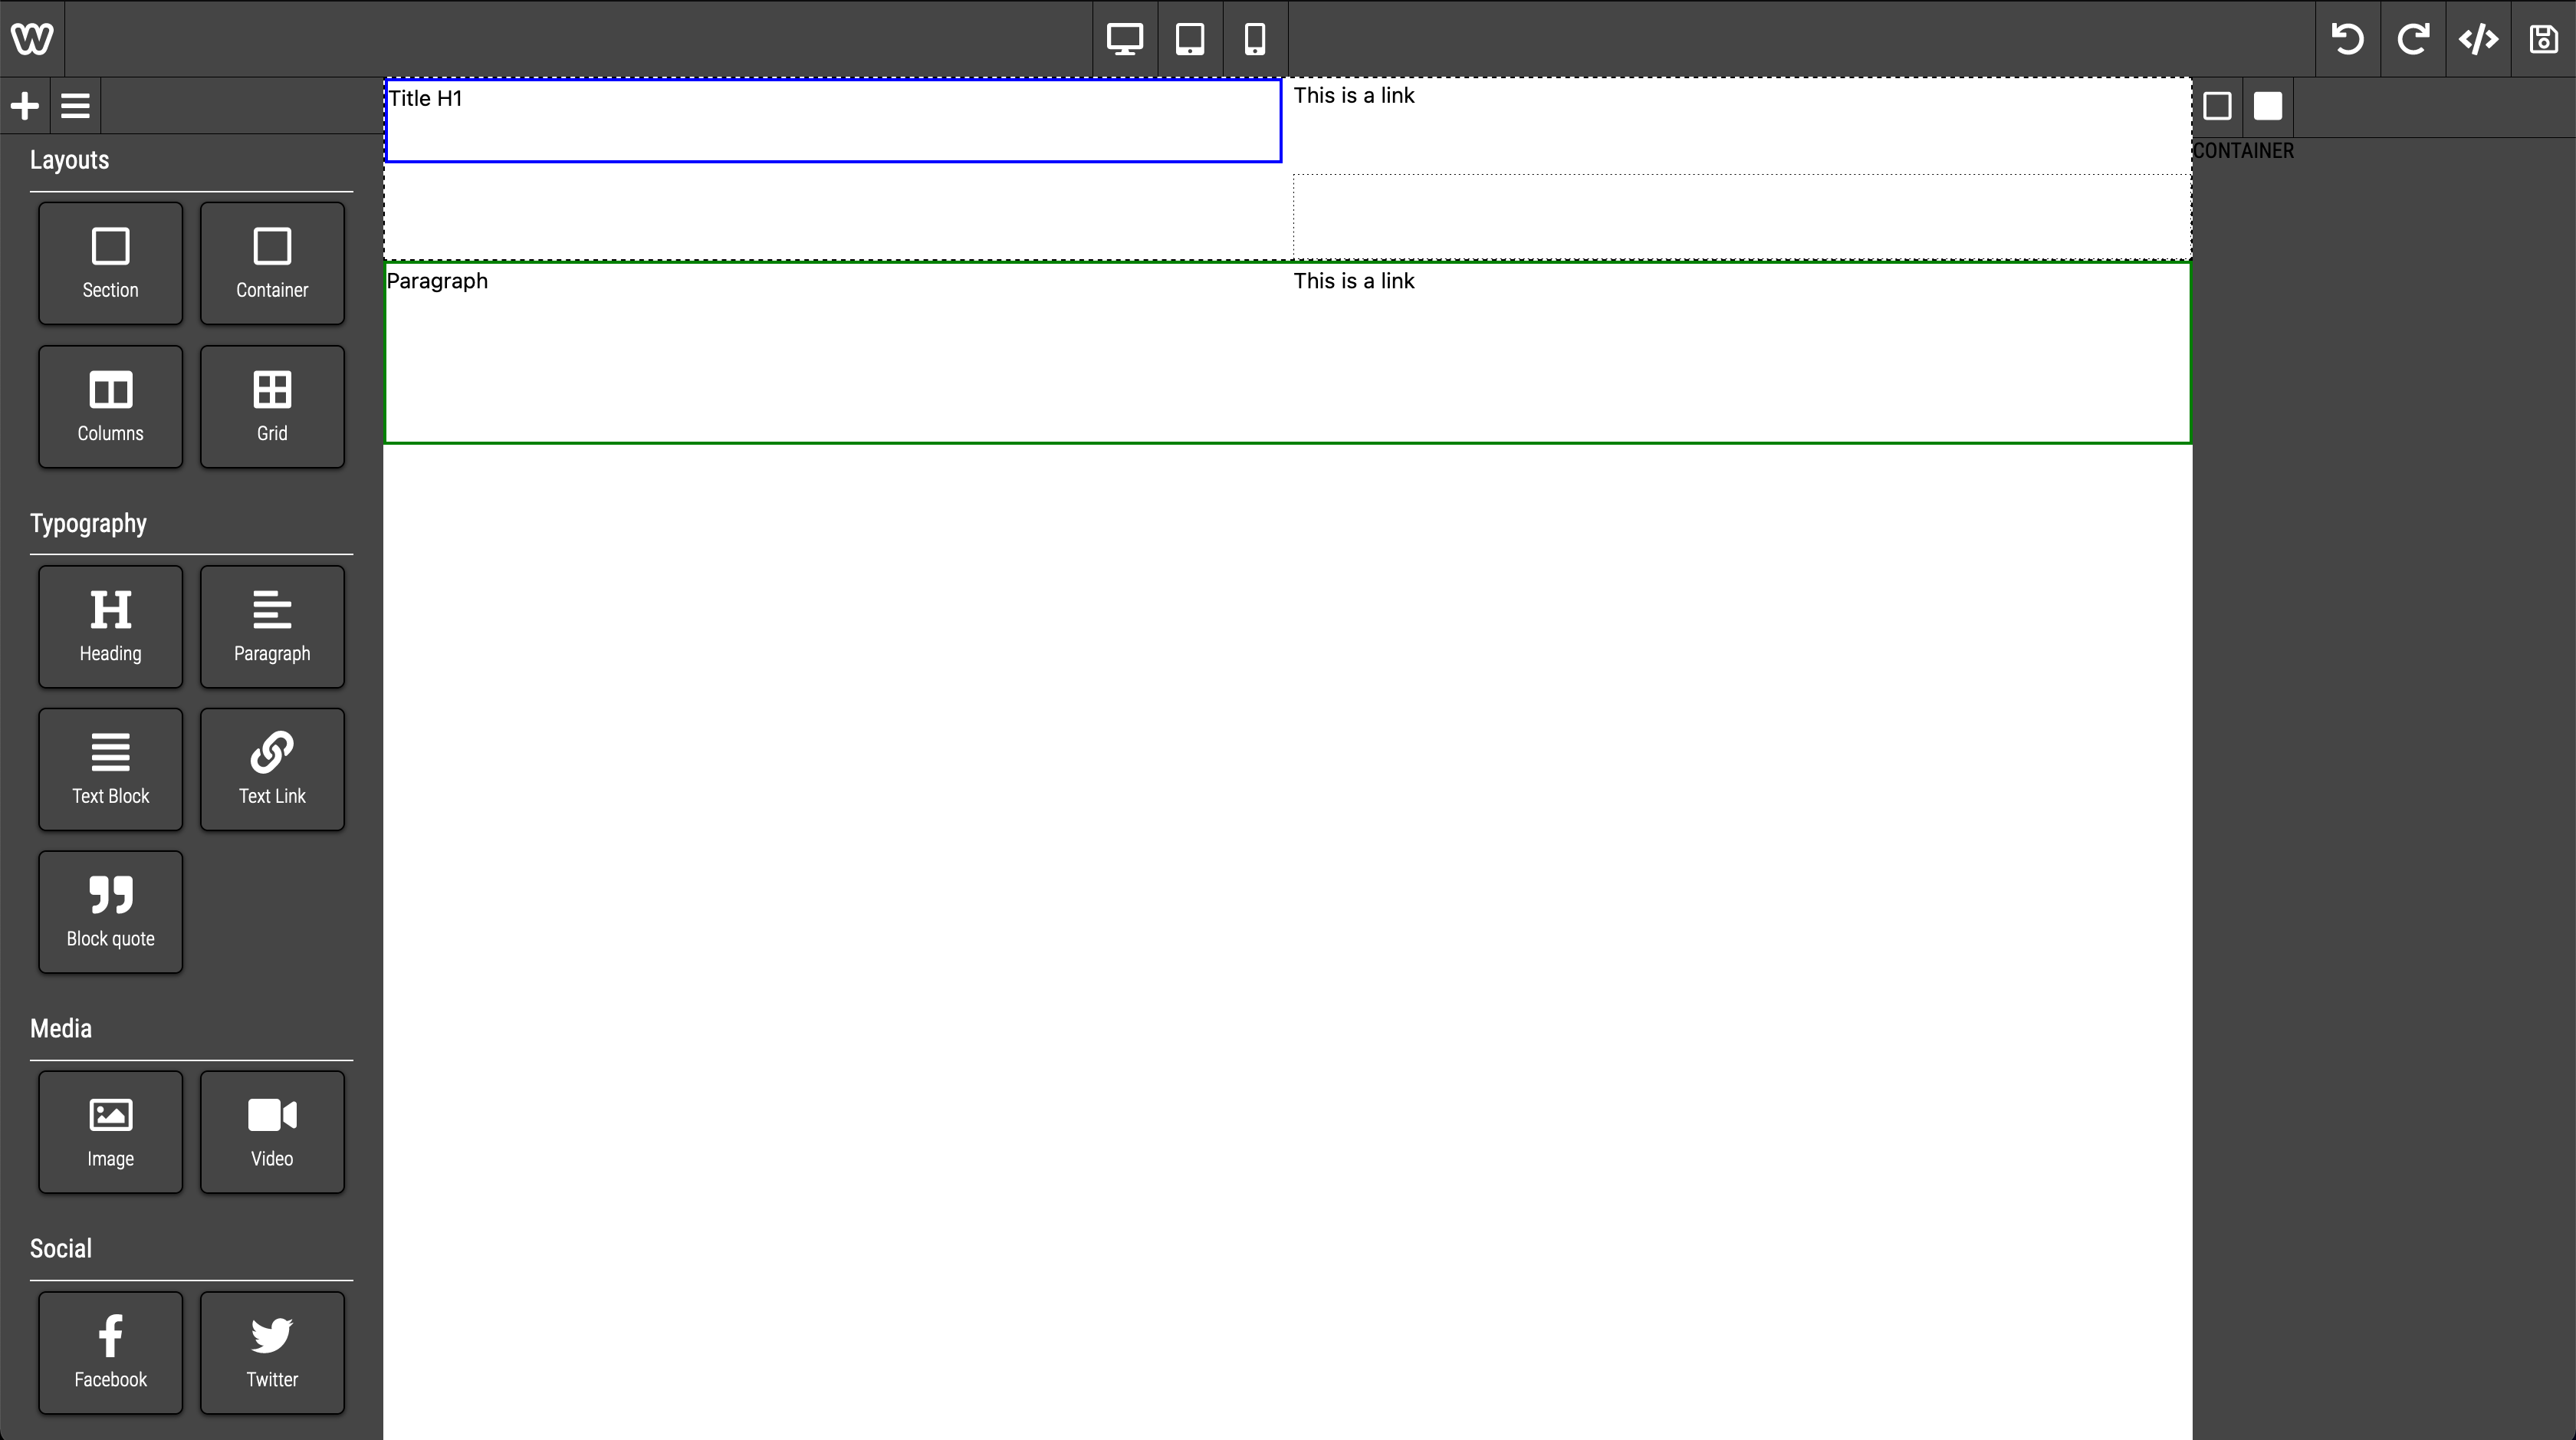 W
Title H1
This is a link
CONTAINER
Layouts
Section
Container
Columns
Grid
Paragraph
This is a link
Typography
H
Heading
Paragraph
Text Block
Text Link
Block quote
Media
Image
Video
Social
Facebook
Twitter